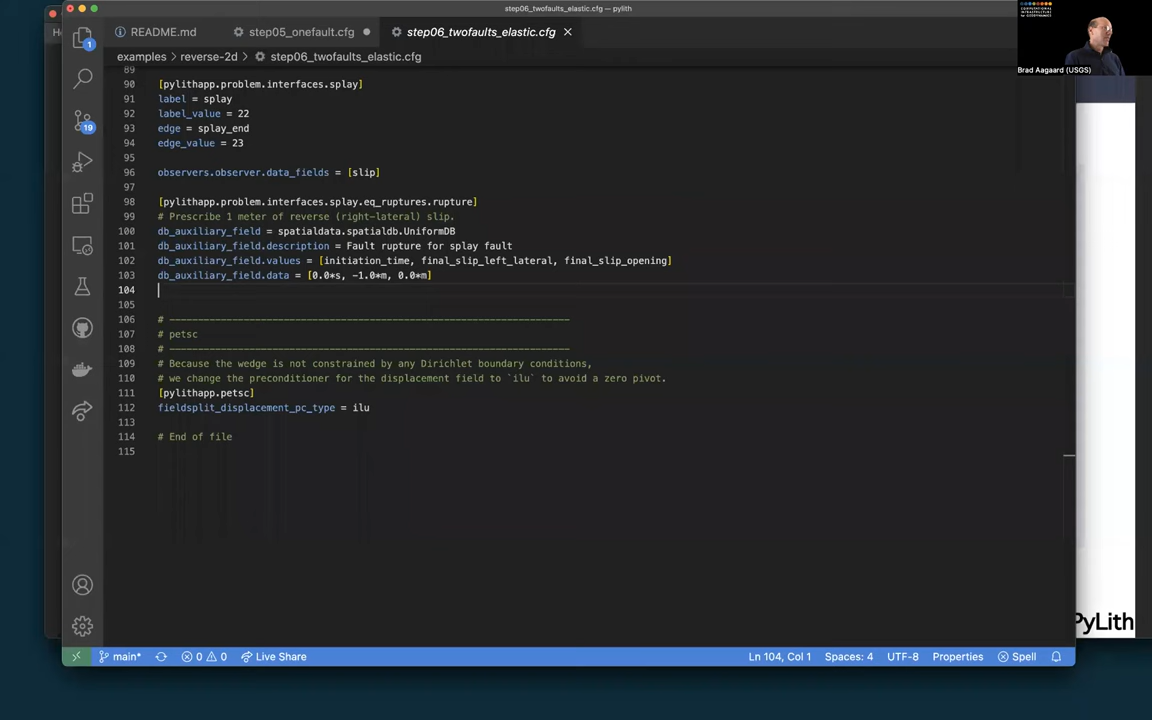 step06_twofaults_elastic.cfg — pylith
README.md
step05_onefault.cfg
step06_twofaults_elastic.cfg
examples > reverse-2d > step06_twofaults_elastic.cfg
Brad Aagaard (USGS)
89
90 [pylithapp.problem.interfaces.splay]
91 label = splay
92 label_value = 22
93 edge = splay_end
94 edge_value = 23
95
96 observers.observer.data_fields = [slip]
97
98 [pylithapp.problem.interfaces.splay.eq_ruptures.rupture]
99 # Prescribe 1 meter of reverse (right-lateral) slip.
100 db_auxiliary_field = spatialdata.spatialdb.UniformDB
101 db_auxiliary_field.description = Fault rupture for splay fault
102 db_auxiliary_field.values = [initiation_time, final_slip_left_lateral, final_slip_opening]
103 db_auxiliary_field.data = [0.0*s, -1.0*m, 0.0*m]
104
105
106 # ----------------------------------------------------------------------
107 # petsc
108 # ----------------------------------------------------------------------
109 # Because the wedge is not constrained by any Dirichlet boundary conditions,
110 # we change the preconditioner for the displacement field to `ilu` to avoid a zero pivot.
111 [pylithapp.petsc]
112 fieldsplit_displacement_pc_type = ilu
113
114 # End of file
115
1
19
PyLith
main* 0 0 Live Share Ln 104, Col 1 Spaces: 4 UTF-8 Properties Spell